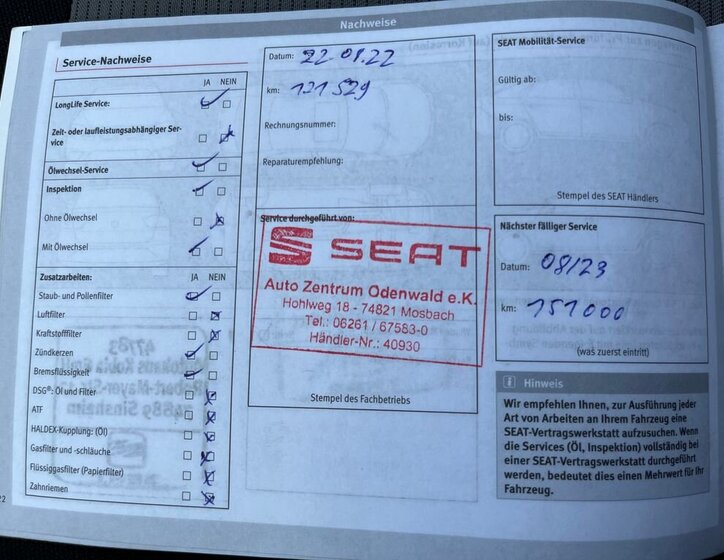 Nachweise
Service-Nachweise
JA NEIN
LongLife Service:
Zeit- oder laufleistungsabhängiger Ser-
vice
Ölwechsel-Service
Inspektion
Ohne Ölwechsel
Mit Ölwechsel
Zusatzarbeiten: JA NEIN
Staub- und Pollenfilter
Luftfilter
Kraftstofffilter
Zündkerzen
Bremsflüssigkeit
DSG®: Öl und Filter
ATF
HALDEX-Kupplung: (Öl)
Gasfilter und -schläuche
Flüssiggasfilter (Papierfilter)
Zahnriemen
Datum: 22 08.22
km: 121 529
Rechnungsnummer:
Reparaturempfehlung:
Service durchgeführt von:
SEAT
Auto Zentrum Odenwald e.K.
Hohlweg 18 - 74821 Mosbach
Tel.: 06261 / 67583-0
Händler-Nr.: 40930
Stempel des Fachbetriebs
SEAT Mobilität-Service
Gültig ab:
bis:
Stempel des SEAT Händlers
Nächster fälliger Service
Datum: 08/23
km: 151 000
(was zuerst eintritt)
Hinweis
Wir empfehlen Ihnen, zur Ausführung jeder
Art von Arbeiten an Ihrem Fahrzeug eine
SEAT-Vertragswerkstatt aufzusuchen. Wenn
die Services (Öl, Inspektion) vollständig bei
einer SEAT-Vertragswerkstatt durchgeführt
werden, bedeutet dies einen Mehrwert für Ihr
Fahrzeug.